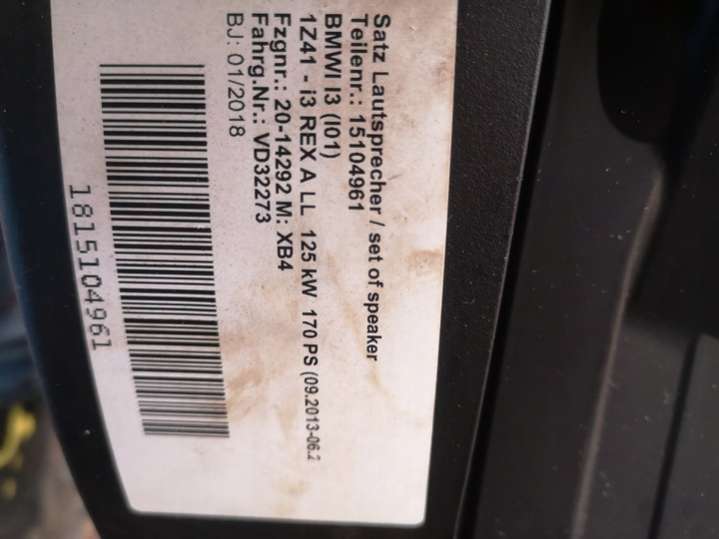 Satz Lautsprecher / set of speaker
Teilenr.: 15104961
BMWI I3 (I01)
1Z41 - i3 REX A LL 125 kW 170 PS (09.2013-06.2
Fzgnr.: 20-14292 M: XB4
Fahrg.Nr.: VD32273
BJ: 01/2018
1815104961